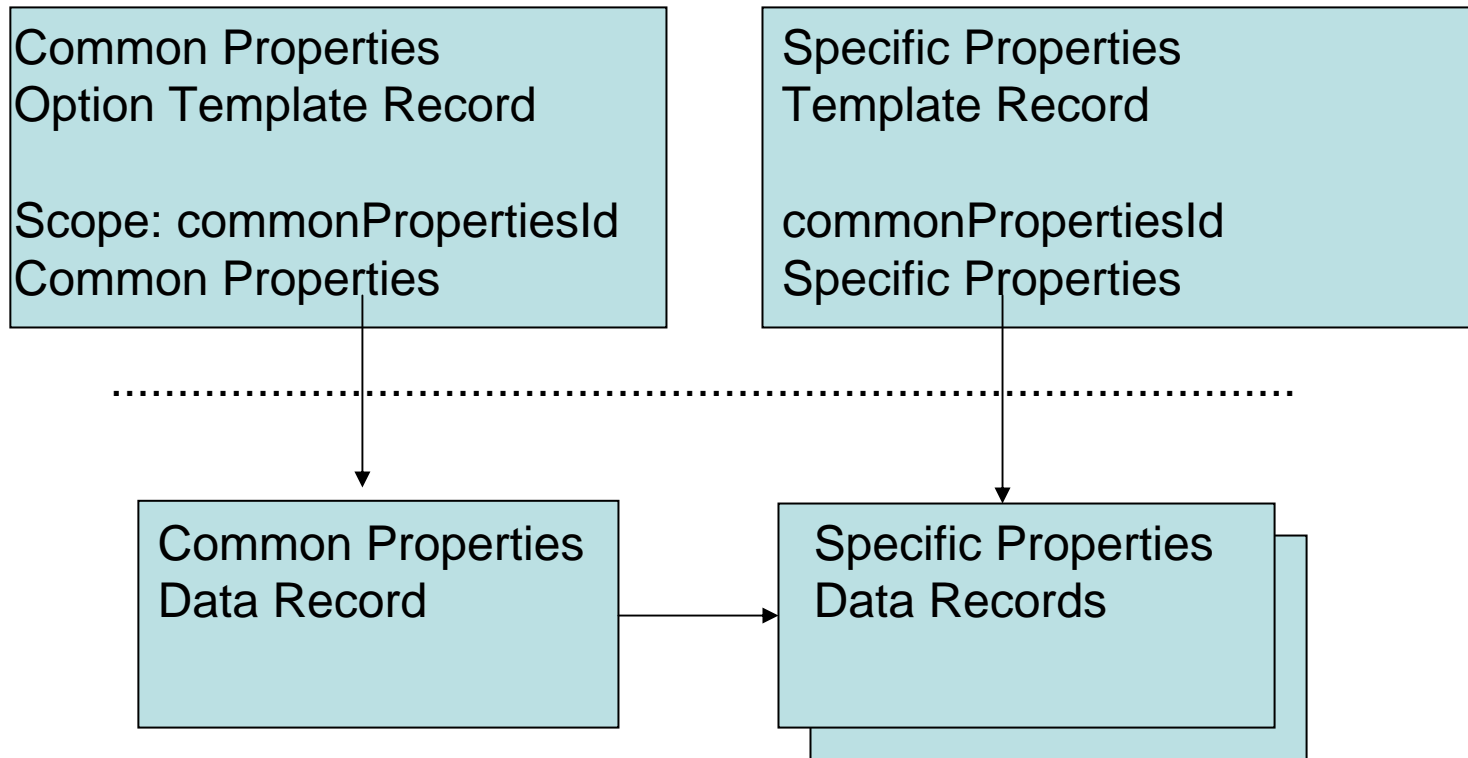 Common Properties
Option Template Record
Scope: commonPropertiesId
Common Properties
Specific Properties
Template Record
commonPropertiesId
Specific Properties
Common Properties
Data Record
Specific Properties
Data Records